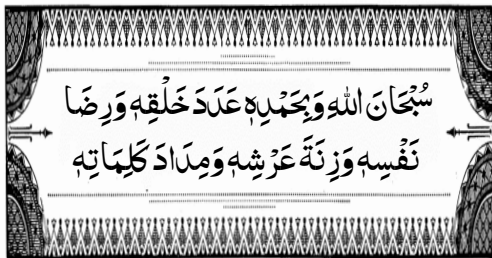 سُبْحَانَ اللهِ وَبِحَمْدِهٖ عَدَدَ خَلْقِهٖ وَرِضَا
نَفْسِهٖ وَزِنَةَ عَرْشِهٖ وَمِدَادَ كَلِمَاتِهٖ